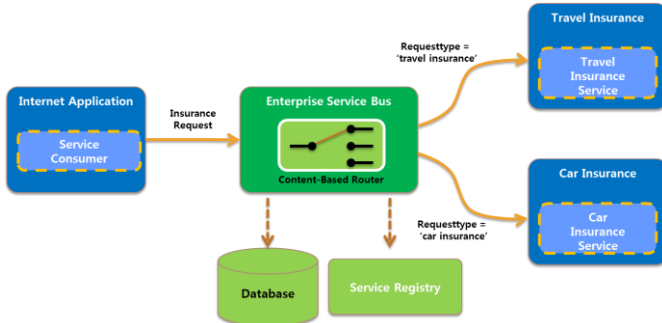 Travel Insurance
Requesttype =
'travel insurance'
Travel
Insurance
Service
Internet Application
Service
Consumer
Insurance
Request
Enterprise Service Bus
Content-Based Router
Car Insurance
Requesttype =
'car insurance'
Car
Insurance
Service
Database
Service Registry